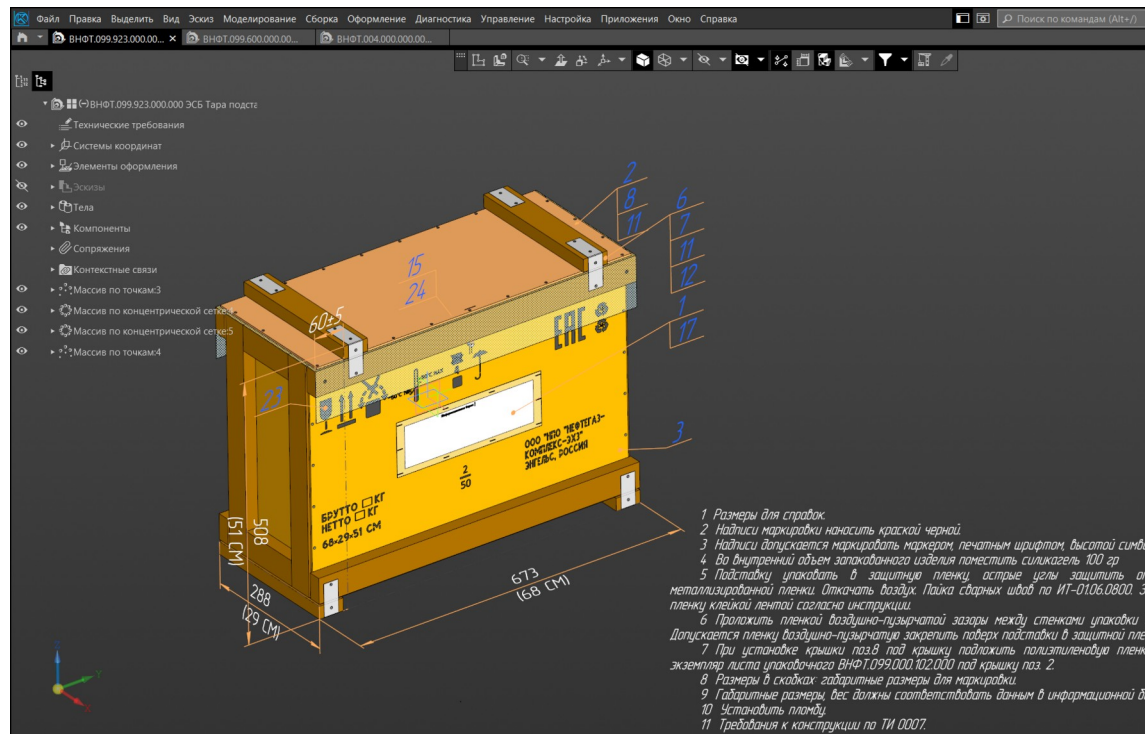 Файл Правка Выделить Вид Эскиз Моделирование Сборка Оформление Диагностика Управление Настройка Приложения Окно Справка
Поиск по командам (Alt+/)
ВНФТ.099.923.000.00... ВНФТ.099.600.000.00... ВНФТ.004.000.000.00...
(-)ВНФТ.099.923.000.000 ЭСБ Тара подста
Технические требования
Системы координат
Элементы оформления
Эскизы
Тела
Компоненты
Сопряжения
Контекстные связи
Массив по точкам:3
Массив по концентрической сетке:
Массив по концентрической сетке:5
Массив по точкам:4
2
8
11
6
7
11
12
1
17
15
24
60±5
23
3
EAC 8
ООО "НПО "НЕФТЕГАЗ-
КОМПЛЕКС-ЭХЗ"
ЭНГЕЛЬС, РОССИЯ
2
50
БРУТТО КГ
НЕТТО КГ
68×29×51 СМ
508
(51 СМ)
288
(29 СМ)
673
(68 СМ)
1 Размеры для справок.
2 Надписи маркировки наносить краской черной.
3 Надписи допускается маркировать маркером, печатным шрифтом, высотой
4 Во внутренний объем запакованного изделия поместить силикагель 100 гр
5 Подставку упаковать в защитную пленку, острые углы защитить
металлизированной пленки. Откачать воздух. Пайка сварных швов по ИТ-01.06.0800.
пленку клейкой лентой согласно инструкции.
6 Проложить пленкой воздушно-пузырчатой зазоры между стенками упаковки
Допускается пленку воздушно-пузырчатую закрепить поверх подставки в защитной
7 При установке крышки поз.8 под крышку подложить полиэтиленовую
экземпляр листа упаковочного ВНФТ.099.000.102.000 под крышку поз. 2.
8 Размеры в скобках: габаритные размеры для маркировки.
9 Габаритные размеры, вес должны соответствовать данным в информационной
10 Установить пломбу.
11 Требования к конструкции по ТИ 0007.
Z
Y
X